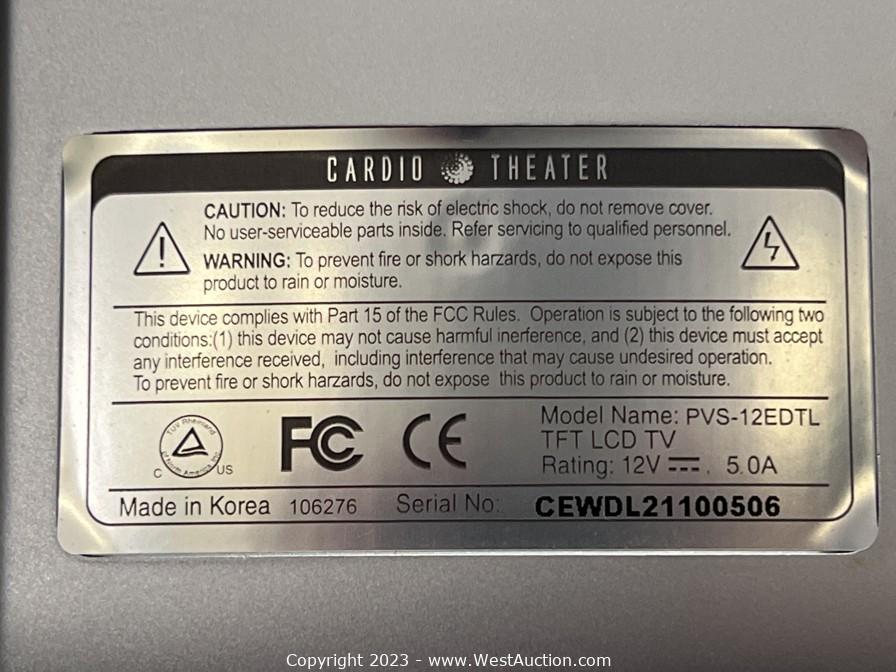 CARDIO THEATER
CAUTION: To reduce the risk of electric shock, do not remove cover.
No user-serviceable parts inside. Refer servicing to qualified personnel.
WARNING: To prevent fire or shork harzards, do not expose this
product to rain or moisture.
This device complies with Part 15 of the FCC Rules. Operation is subject to the following two
conditions:(1) this device may not cause harmful inerference, and (2) this device must accept
any interference received, including interference that may cause undesired operation.
To prevent fire or shork harzards, do not expose this product to rain or moisture.
TUV Rheinland
of North America, Inc.
C US
FC CE
Model Name: PVS-12EDTL
TFT LCD TV
Rating: 12V 5.0A
Made in Korea 106276 Serial No: CEWDL21100506
Copyright 2023 - www.WestAuction.com